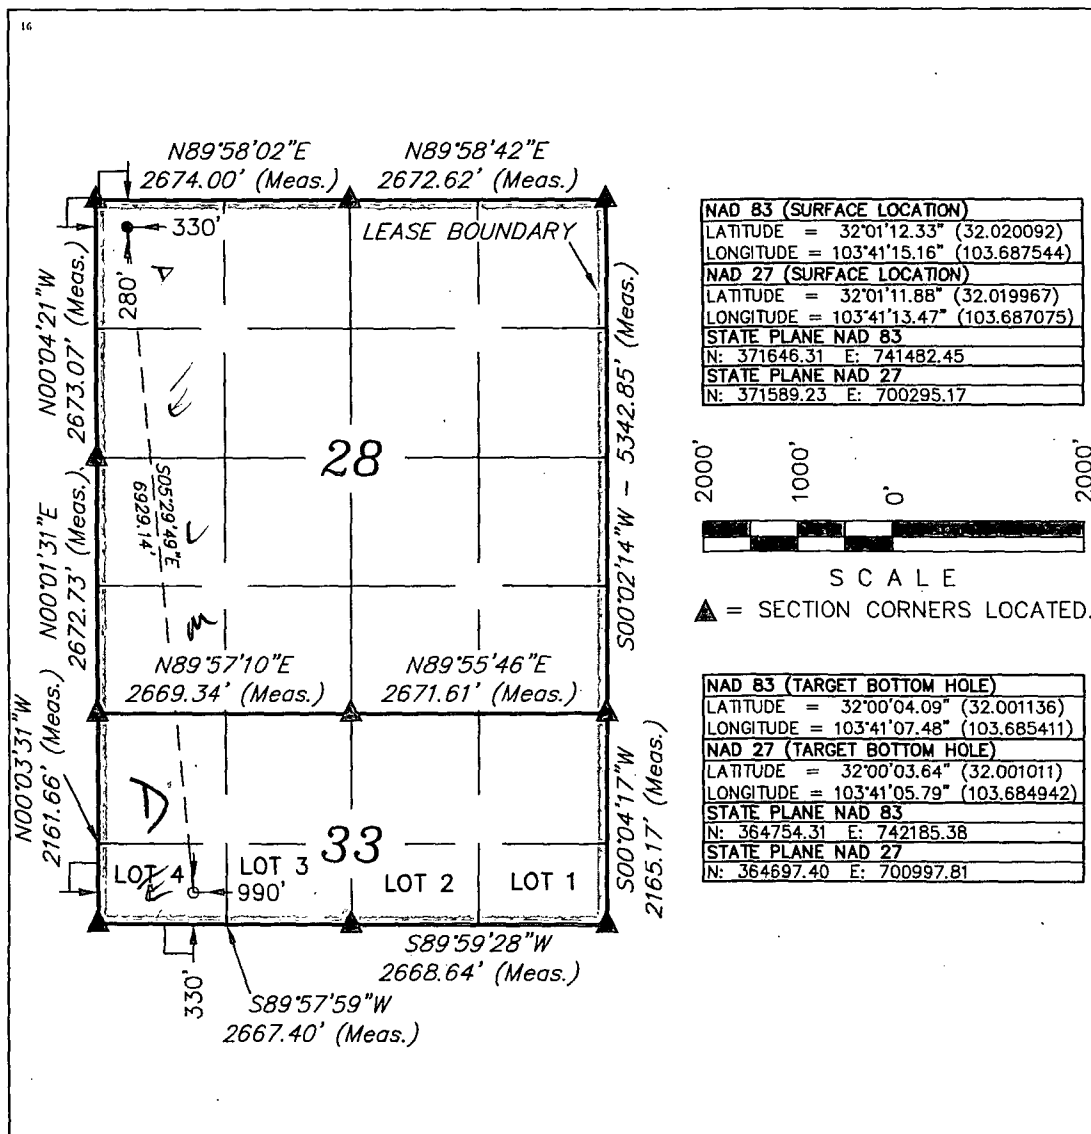 16
N89°58'02"E
2674.00' (Meas.)
N89°58'42"E
2672.62' (Meas.)
330'
280'
LEASE BOUNDARY
N00°04'21"W
2673.07' (Meas.)
N00°01'31"E
2672.73' (Meas.)
S05°29'49"E
6929.14'
28
S00°02'14"W - 5342.85' (Meas.)
N89°57'10"E
2669.34' (Meas.)
N89°55'46"E
2671.61' (Meas.)
N00°03'31"W
2161.66' (Meas.)
D
33
LOT 4
LOT 3
LOT 2
LOT 1
990'
330'
S00°04'17"W
2165.17' (Meas.)
S89°59'28"W
2668.64' (Meas.)
S89°57'59"W
2667.40' (Meas.)
NAD 83 (SURFACE LOCATION)
LATITUDE = 32°01'12.33" (32.020092)
LONGITUDE = 103°41'15.16" (103.687544)
NAD 27 (SURFACE LOCATION)
LATITUDE = 32°01'11.88" (32.019967)
LONGITUDE = 103°41'13.47" (103.687075)
STATE PLANE NAD 83
N: 371646.31 E: 741482.45
STATE PLANE NAD 27
N: 371589.23 E: 700295.17
2000' 1000' 0' 2000'
SCALE
▲ = SECTION CORNERS LOCATED.
NAD 83 (TARGET BOTTOM HOLE)
LATITUDE = 32°00'04.09" (32.001136)
LONGITUDE = 103°41'07.48" (103.685411)
NAD 27 (TARGET BOTTOM HOLE)
LATITUDE = 32°00'03.64" (32.001011)
LONGITUDE = 103°41'05.79" (103.684942)
STATE PLANE NAD 83
N: 364754.31 E: 742185.38
STATE PLANE NAD 27
N: 364697.40 E: 700997.81